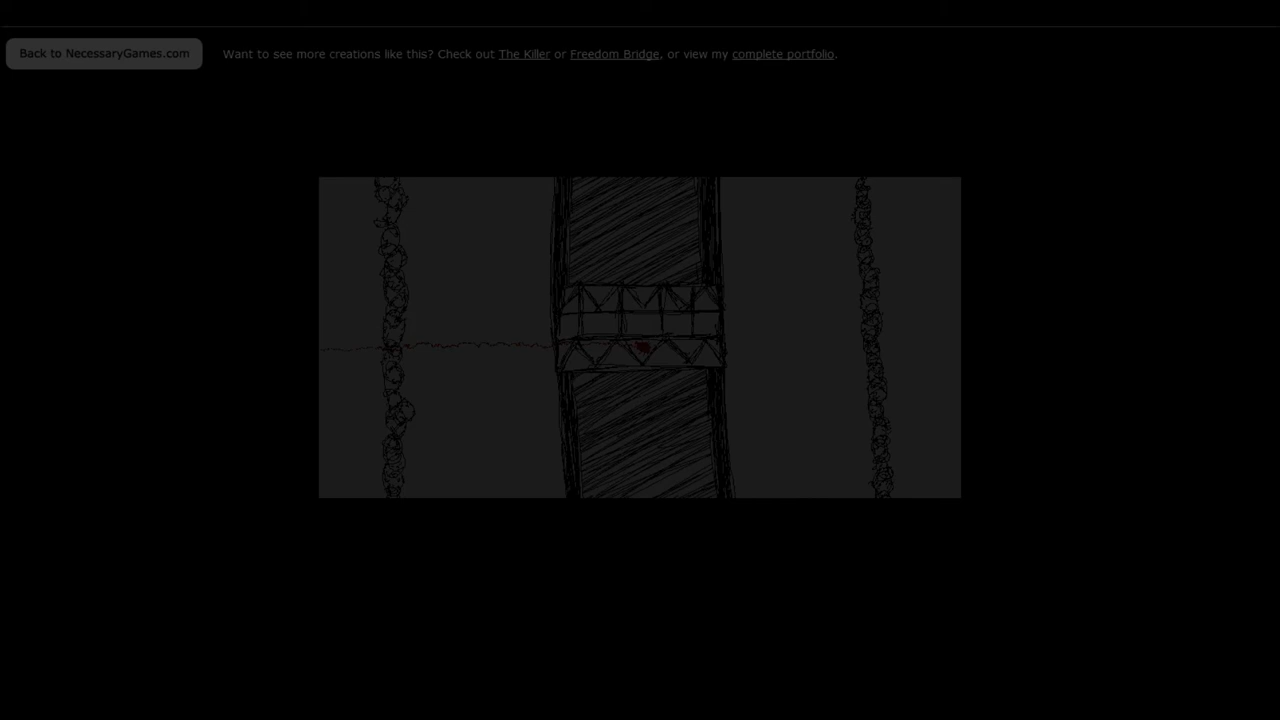 Back to NecessaryGames.com
Want to see more creations like this? Check out The Killer or Freedom Bridge, or view my complete portfolio.